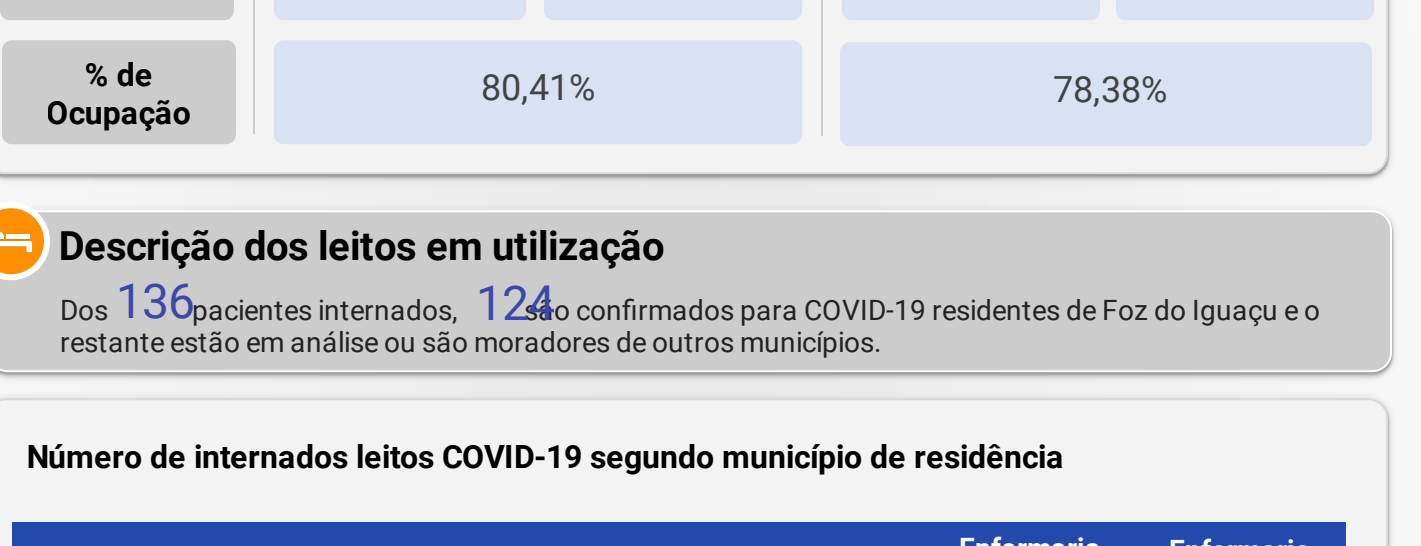 % de
Ocupação
80,41%
78,38%
Descrição dos leitos em utilização
Dos 136 pacientes internados, 124 são confirmados para COVID-19 residentes de Foz do Iguaçu e o
restante estão em análise ou são moradores de outros municípios.
Número de internados leitos COVID-19 segundo município de residência
Enfermaria Enfermaria